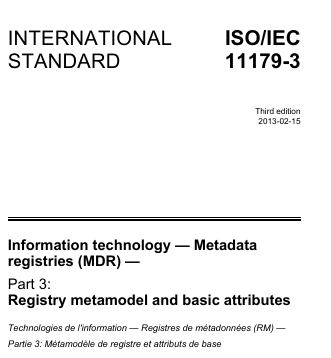 INTERNATIONAL STANDARD
ISO/IEC 11179-3
Third edition
2013-02-15
Information technology — Metadata
registries (MDR) —
Part 3:
Registry metamodel and basic attributes
Technologies de l'information — Registres de métadonnées (RM) —
Partie 3: Métamodèle de registre et attributs de base